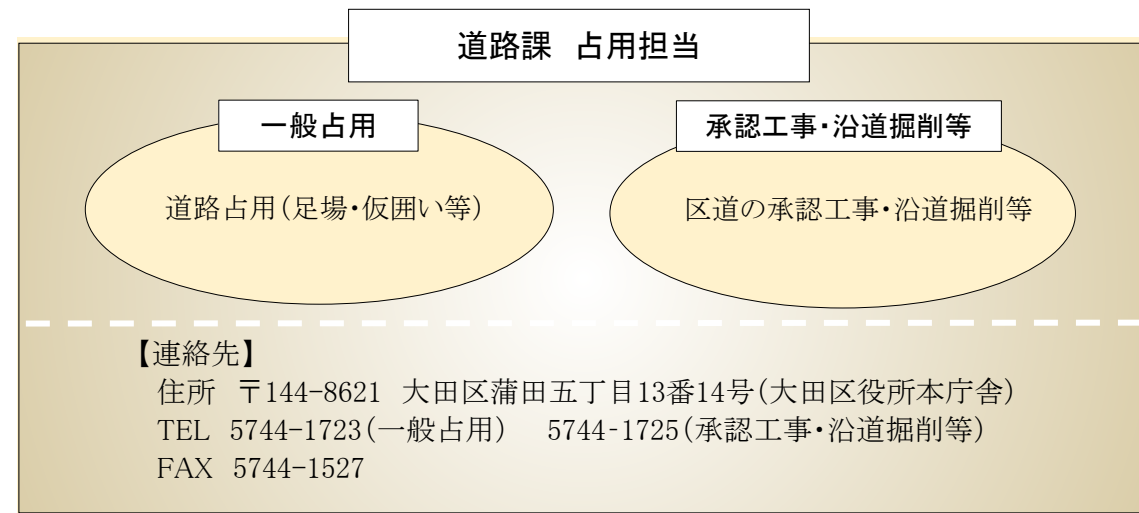 道路課　占用担当
一般占用
承認工事・沿道掘削等
道路占用（足場・仮囲い等）
区道の承認工事・沿道掘削等
【連絡先】
住所　〒144-8621　大田区蒲田五丁目13番14号（大田区役所本庁舎）
TEL　5744-1723（一般占用）　5744-1725（承認工事・沿道掘削等）
FAX　5744-1527